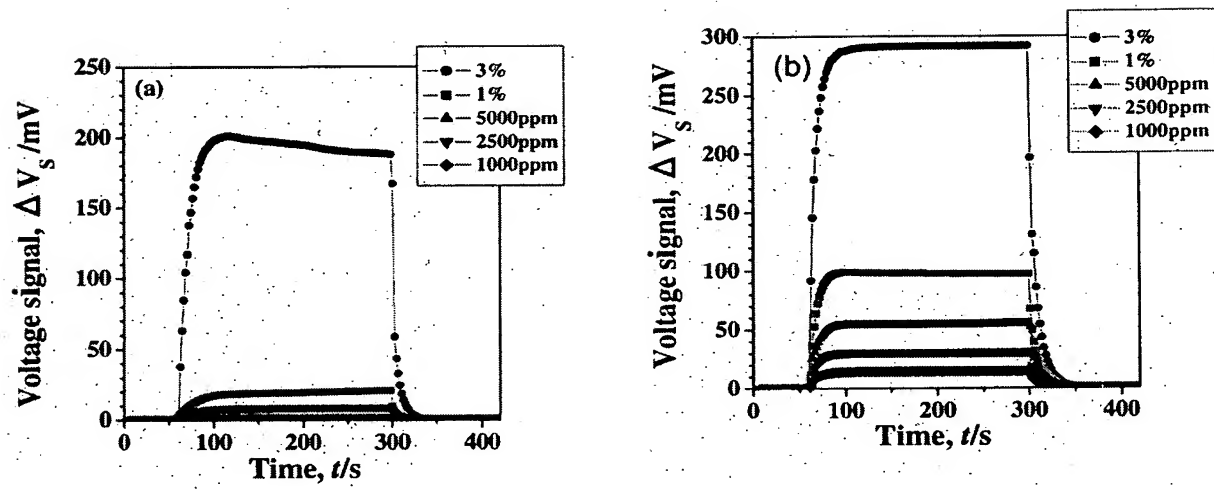 (a)
250
200
150
100
50
0
0 100 200 300 400
Voltage signal, Δ V_S /mV
Time, t/s
3%
1%
5000ppm
2500ppm
1000ppm
(b)
300
250
200
150
100
50
0
0 100 200 300 400
Voltage signal, Δ V_S /mV
Time, t/s
3%
1%
5000ppm
2500ppm
1000ppm